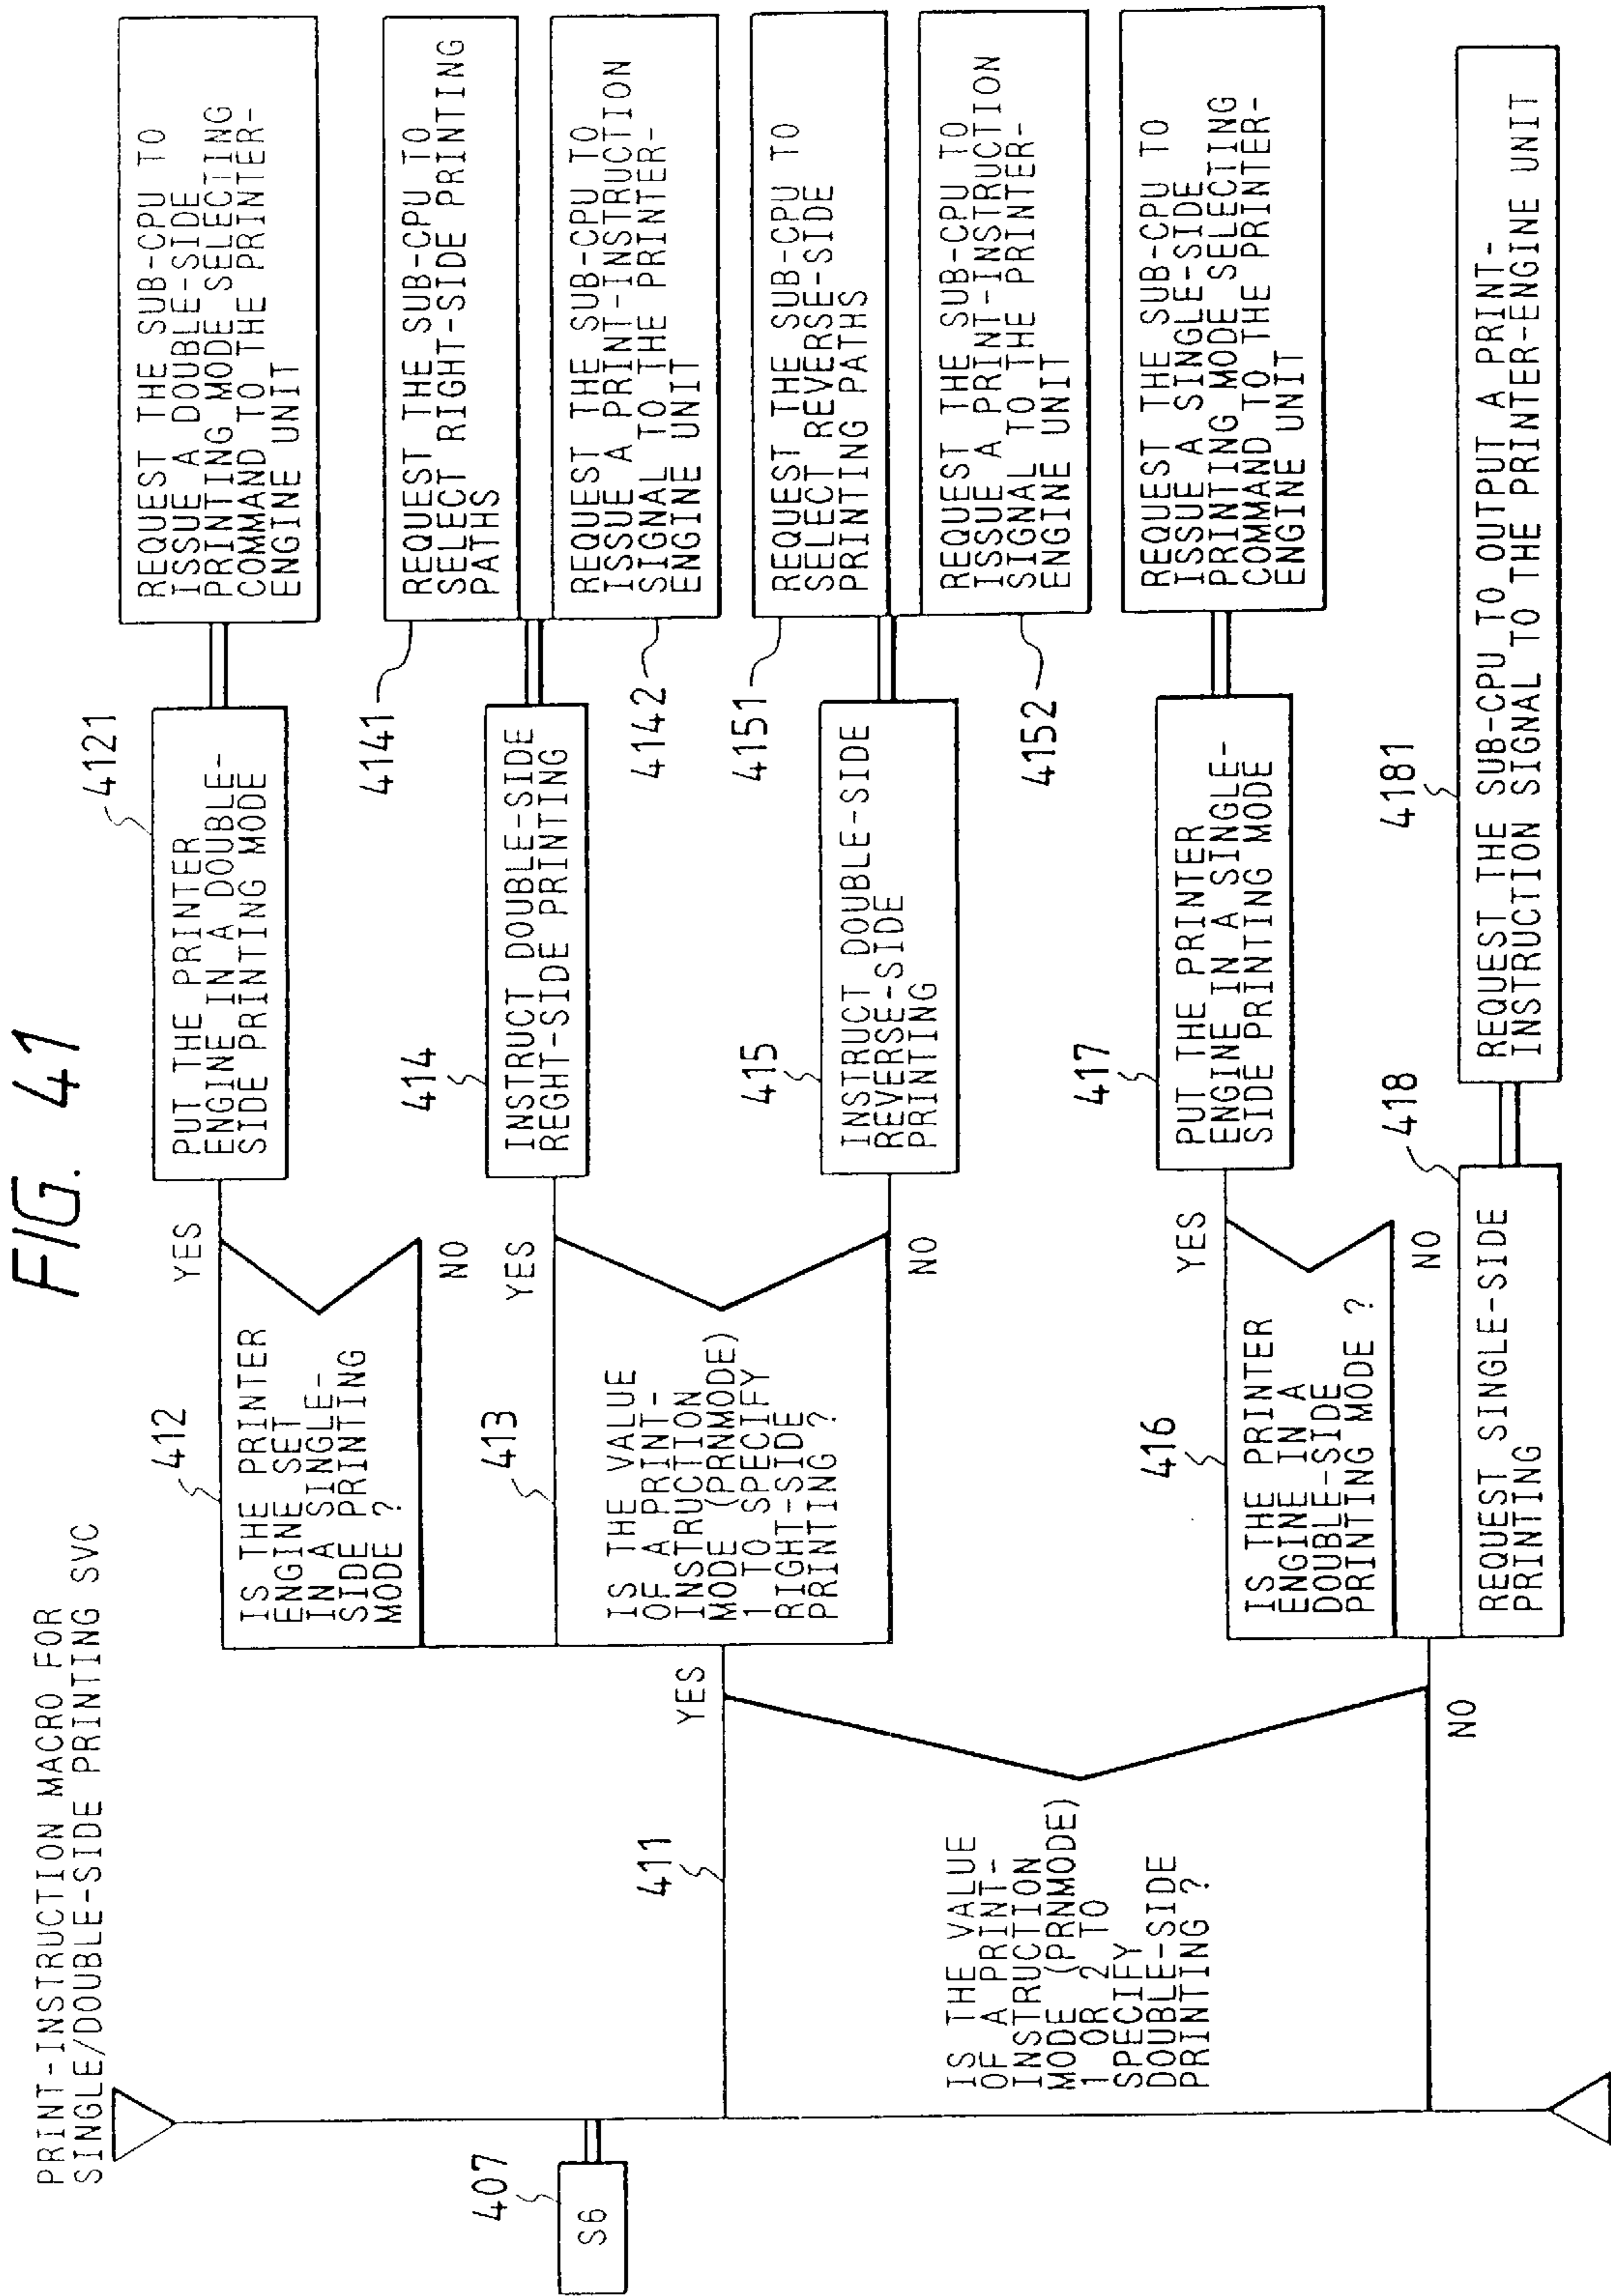 FIG. 41
PRINT-INSTRUCTION MACRO FOR
SINGLE/DOUBLE-SIDE PRINTING SVC
407
S6
411
IS THE VALUE
OF A PRINT-
INSTRUCTION
MODE (PRNMODE)
1 OR 2 TO
SPECIFY
DOUBLE-SIDE
PRINTING ?
YES
NO
412
IS THE PRINTER
ENGINE SET
IN A SINGLE-
SIDE PRINTING
MODE ?
YES
NO
4121
PUT THE PRINTER
ENGINE IN A DOUBLE-
SIDE PRINTING MODE
REQUEST THE SUB-CPU TO
ISSUE A DOUBLE-SIDE
PRINTING MODE SELECTING
COMMAND TO THE PRINTER-
ENGINE UNIT
413
IS THE VALUE
OF A PRINT-
INSTRUCTION
MODE (PRNMODE)
1 TO SPECIFY
RIGHT-SIDE
PRINTING ?
YES
NO
414
INSTRUCT DOUBLE-SIDE
REGHT-SIDE PRINTING
4141
REQUEST THE SUB-CPU TO
SELECT RIGHT-SIDE PRINTING
PATHS
4142
REQUEST THE SUB-CPU TO
ISSUE A PRINT-INSTRUCTION
SIGNAL TO THE PRINTER-
ENGINE UNIT
415
INSTRUCT DOUBLE-SIDE
REVERSE-SIDE
PRINTING
4151
REQUEST THE SUB-CPU TO
SELECT REVERSE-SIDE
PRINTING PATHS
4152
REQUEST THE SUB-CPU TO
ISSUE A PRINT-INSTRUCTION
SIGNAL TO THE PRINTER-
ENGINE UNIT
416
IS THE PRINTER
ENGINE IN A
DOUBLE-SIDE
PRINTING MODE ?
YES
NO
417
PUT THE PRINTER
ENGINE IN A SINGLE-
SIDE PRINTING MODE
REQUEST THE SUB-CPU TO
ISSUE A SINGLE-SIDE
PRINTING MODE SELECTING
COMMAND TO THE PRINTER-
ENGINE UNIT
418
REQUEST SINGLE-SIDE
PRINTING
4181
REQUEST THE SUB-CPU TO OUTPUT A PRINT-
INSTRUCTION SIGNAL TO THE PRINTER-ENGINE UNIT